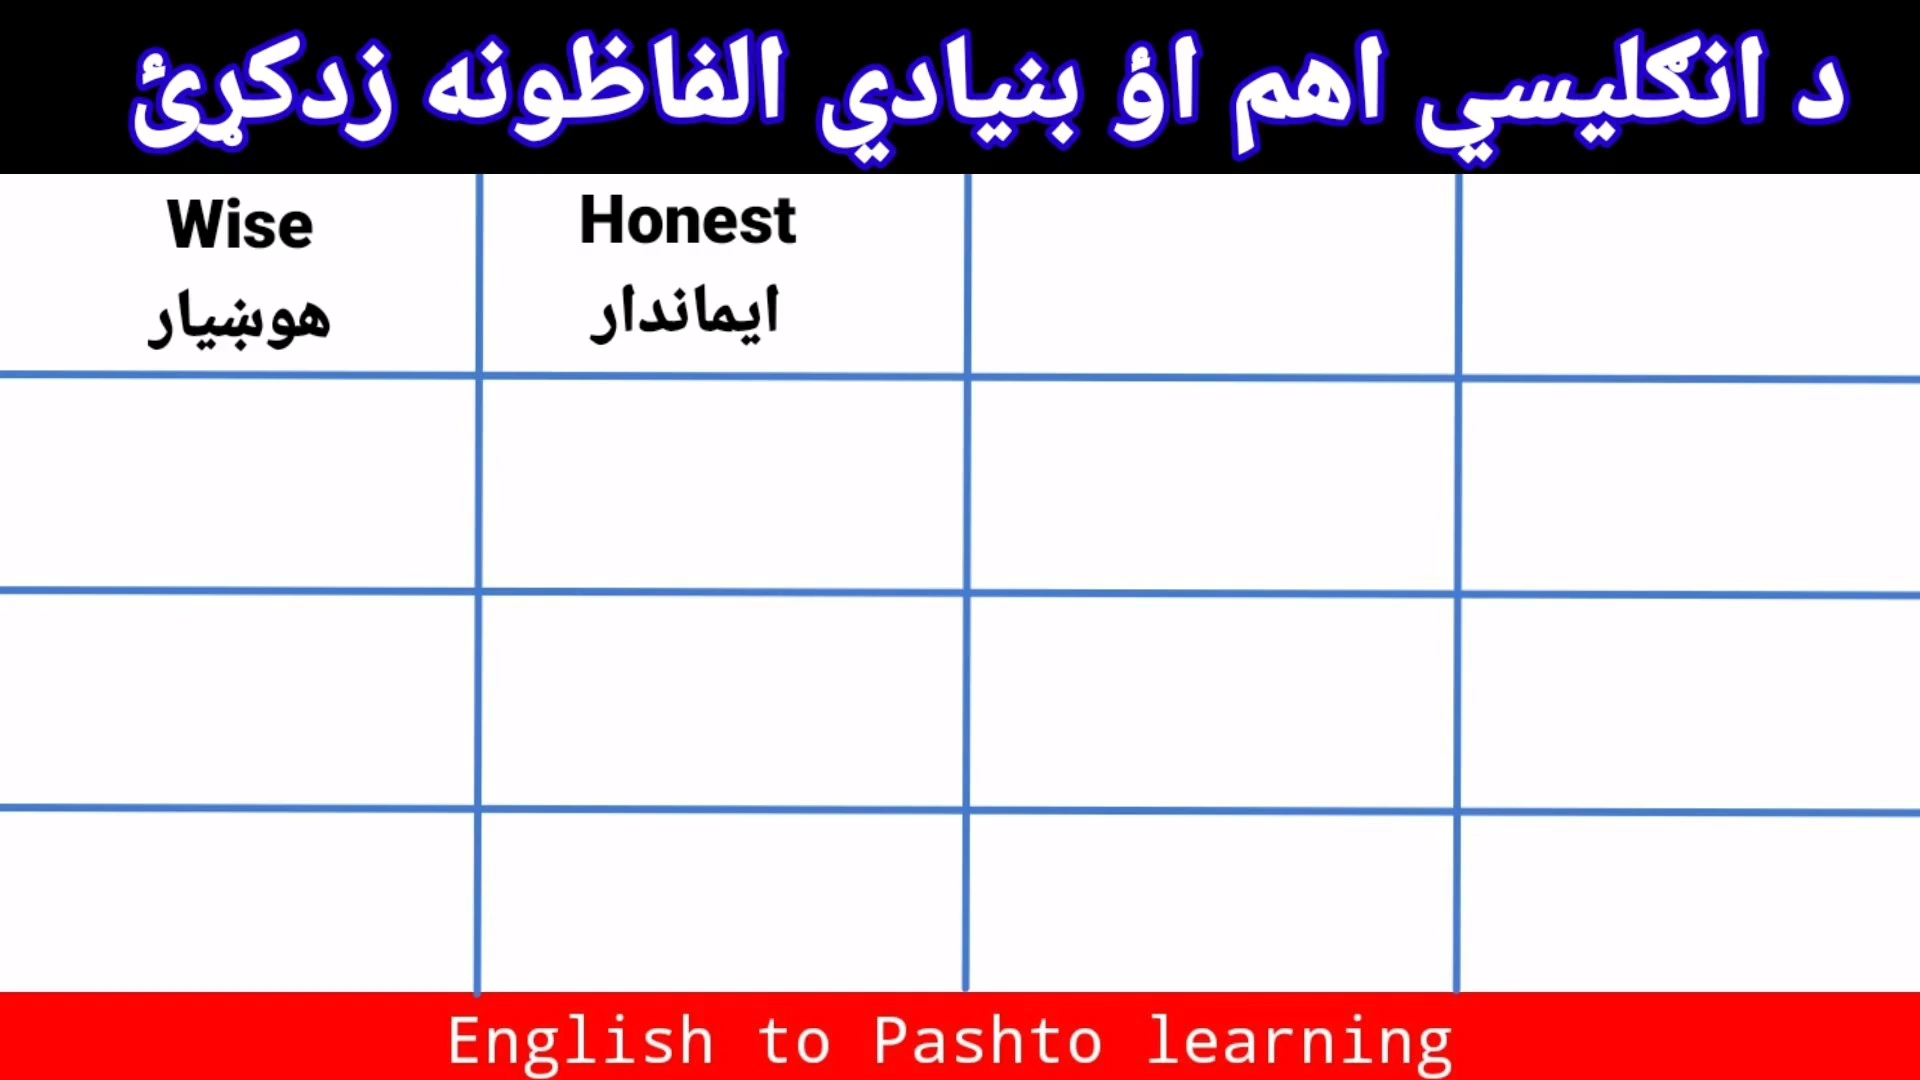 د انګلیسي اهم اؤ بنیادي الفاظونه زدکړئ
Wise
هوښیار
Honest
ایماندار
English to Pashto learning